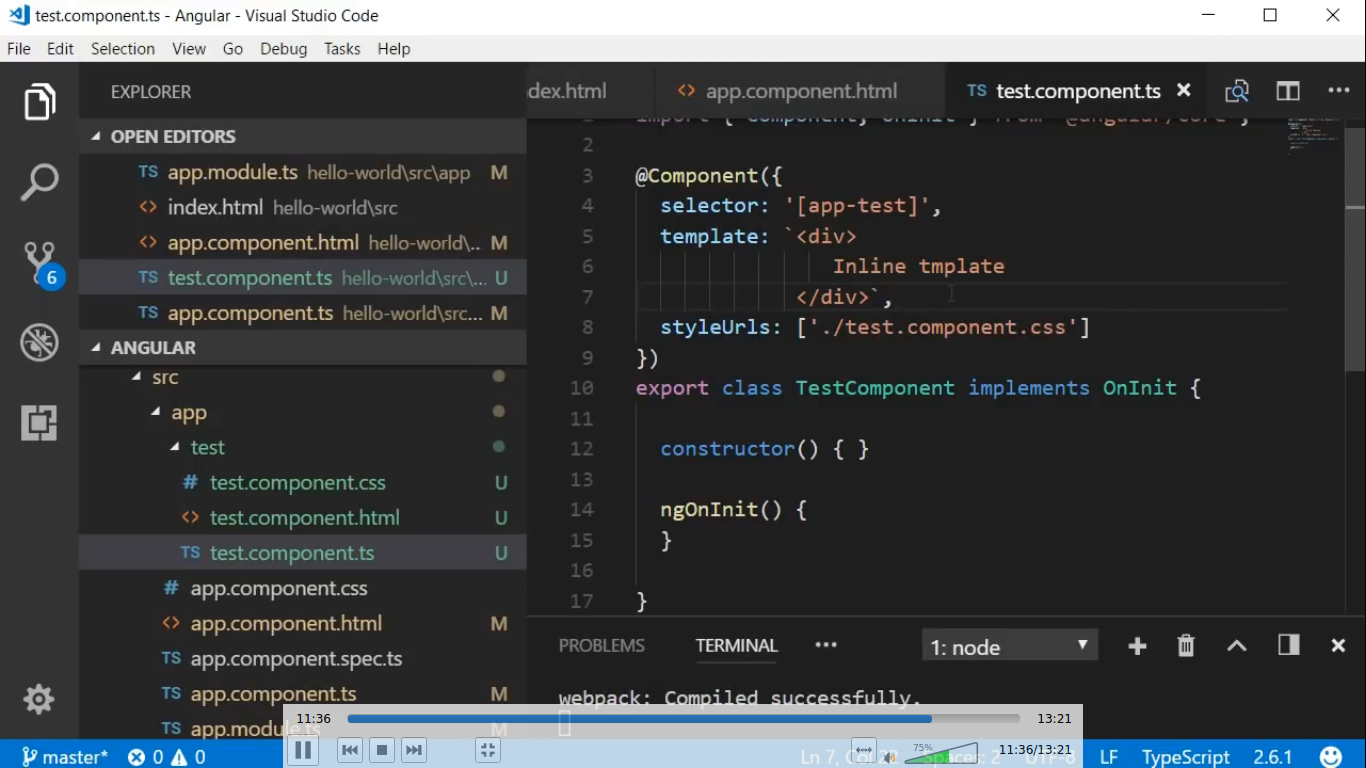 test.component.ts - Angular - Visual Studio Code
File Edit Selection View Go Debug Tasks Help
EXPLORER
OPEN EDITORS
TS app.module.ts hello-world\src\app M
<> index.html hello-world\src
<> app.component.html hello-world\.. M
TS test.component.ts hello-world\src\... U
TS app.component.ts hello-world\src... M
6
ANGULAR
src
app
test
# test.component.css U
<> test.component.html U
TS test.component.ts U
# app.component.css
<> app.component.html M
TS app.component.spec.ts
TS app.component.ts M
TS app.module.ts M
dex.html <> app.component.html TS test.component.ts
1 import { Component, OnInit } from '@angular/core';
2
3 @Component({
4 selector: '[app-test]',
5 template: `<div>
6 Inline tmplate
7 </div>`,
8 styleUrls: ['./test.component.css']
9 })
10 export class TestComponent implements OnInit {
11
12 constructor() { }
13
14 ngOnInit() {
15 }
16
17 }
PROBLEMS TERMINAL ••• 1: node
webpack: Compiled successfully.
11:36 13:21
75% 11:36/13:21
master* 0 0 Ln 7, Col 28 Spaces: 2 UTF-8 LF TypeScript 2.6.1